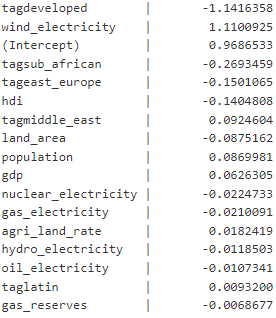 tagdeveloped | -1.1416358
wind_electricity | 1.1100925
(Intercept) | 0.9686533
tagsub_african | -0.2693459
tageast_europe | -0.1501065
hdi | -0.1404808
tagmiddle_east | 0.0924604
land_area | -0.0875162
population | 0.0869981
gdp | 0.0626305
nuclear_electricity | -0.0224733
gas_electricity | -0.0210091
agri_land_rate | 0.0182419
hydro_electricity | -0.0118503
oil_electricity | -0.0107341
taglatin | 0.0093200
gas_reserves | -0.0068677